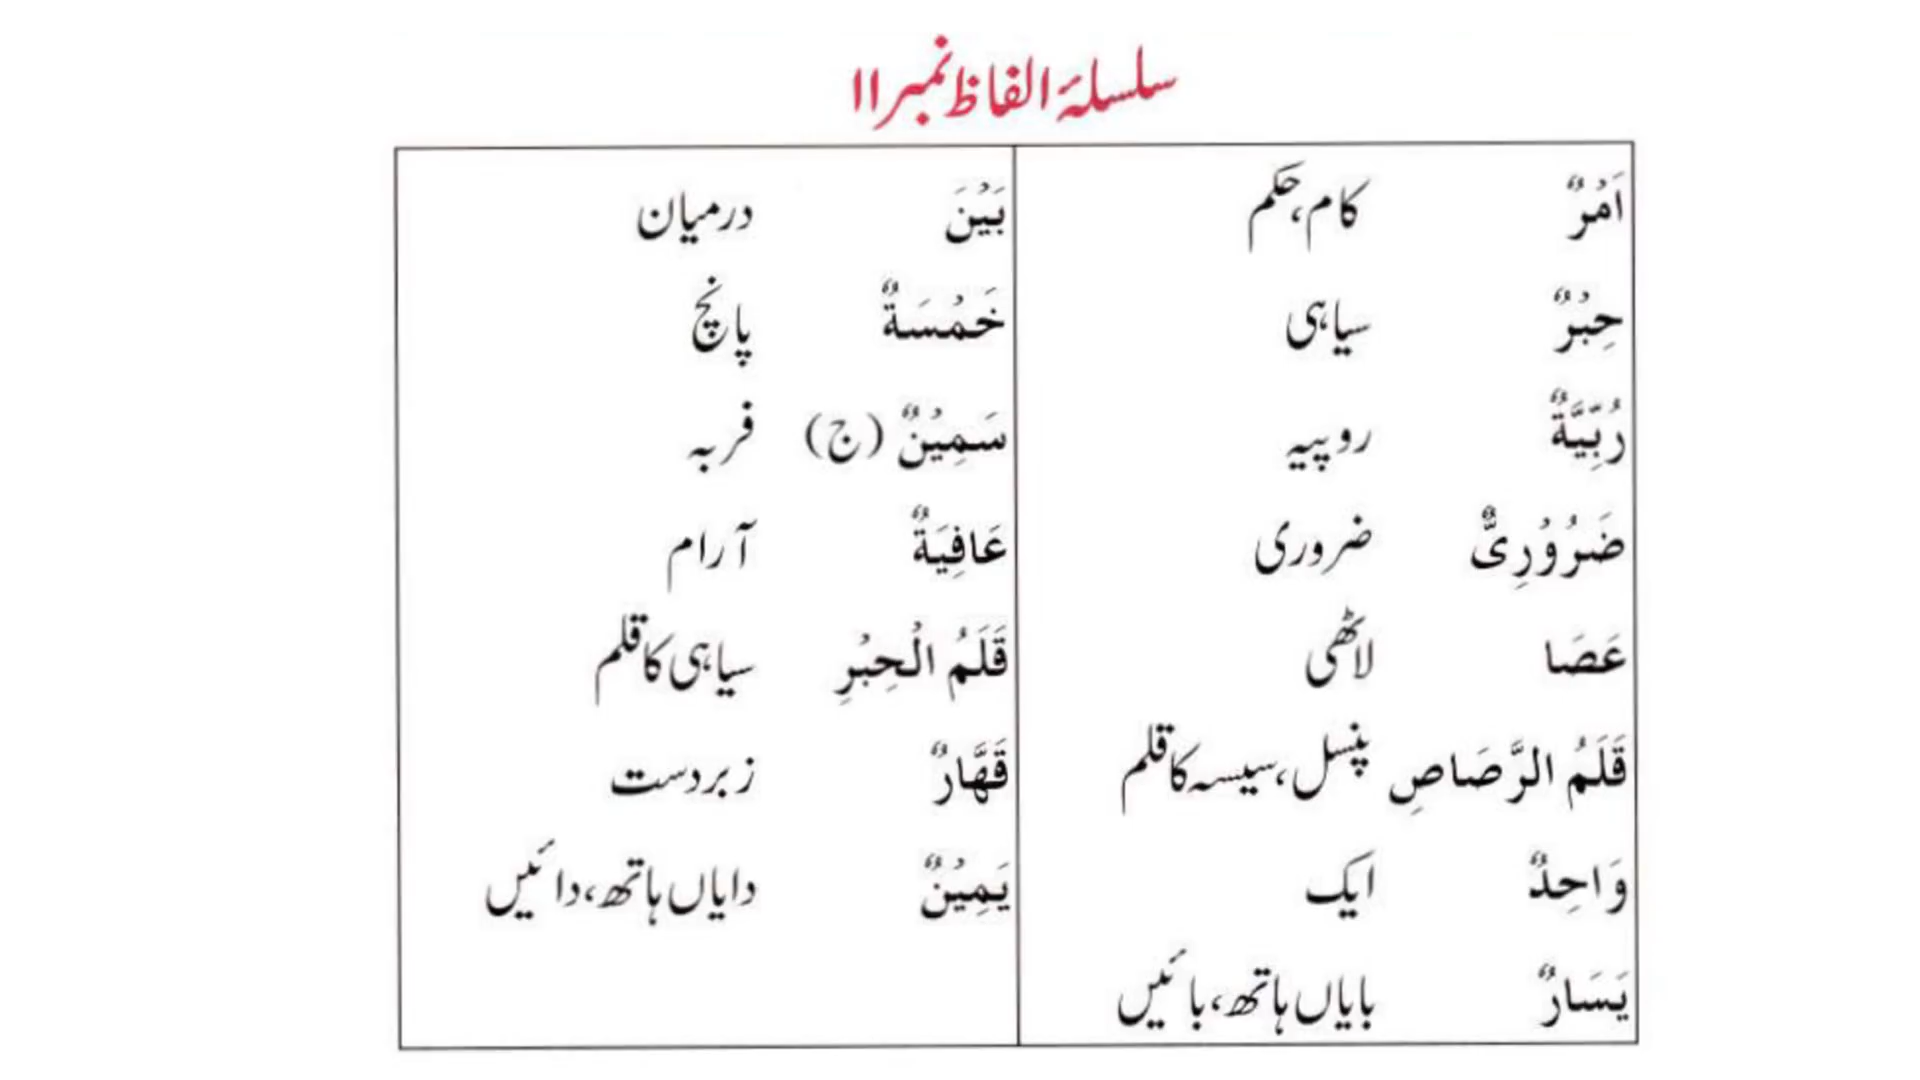 سلسلۂ الفاظ نمبر ۱۱
اَمْرٌ کام، حکم
حِبْرٌ سیاہی
رُبِّیَّةٌ روپیہ
ضَرُوْرِیٌّ ضروری
عَصَا لاٹھی
قَلَمُ الرَّصَاصِ پنسل، سیسہ کا قلم
وَاحِدٌ ایک
یَسَارٌ بایاں ہاتھ، بائیں
بَیْنَ درمیان
خَمْسَةٌ پانچ
سَمِیْنٌ (ج) فربہ
عَافِیَةٌ آرام
قَلَمُ الْحِبْرِ سیاہی کا قلم
قَهَّارٌ زبردست
یَمِیْنٌ دایاں ہاتھ، دائیں